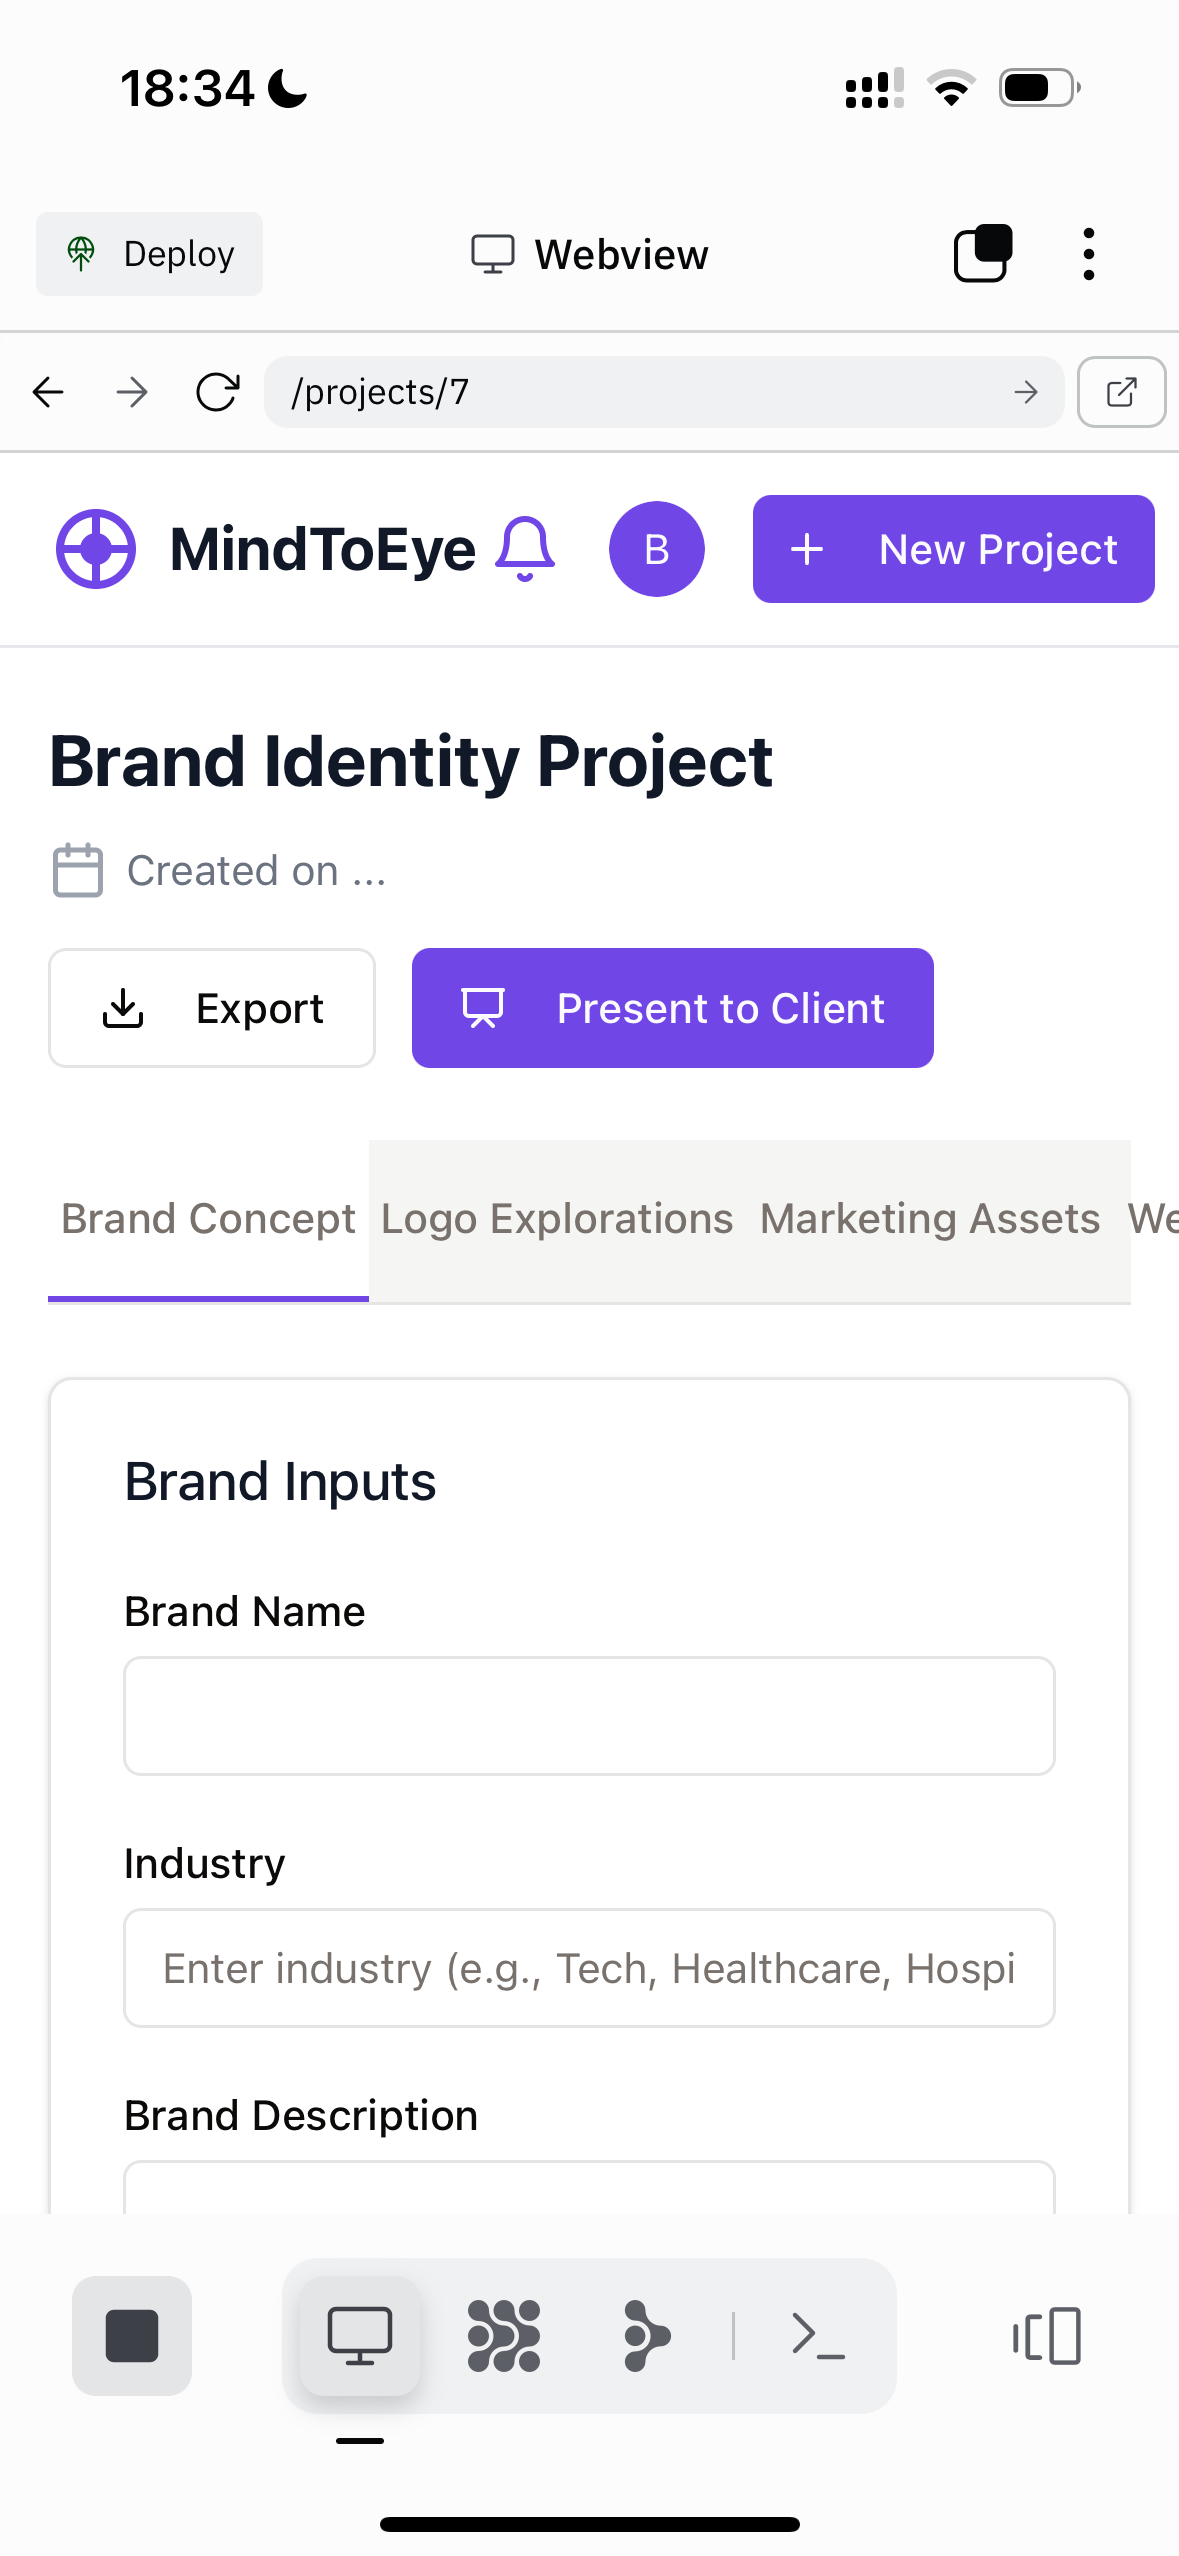 18:34
Deploy
Webview
/projects/7
MindToEye
B
New Project
Brand Identity Project
Created on ...
Export
Present to Client
Brand Concept Logo Explorations Marketing Assets We
Brand Inputs
Brand Name
Industry
Enter industry (e.g., Tech, Healthcare, Hospi
Brand Description